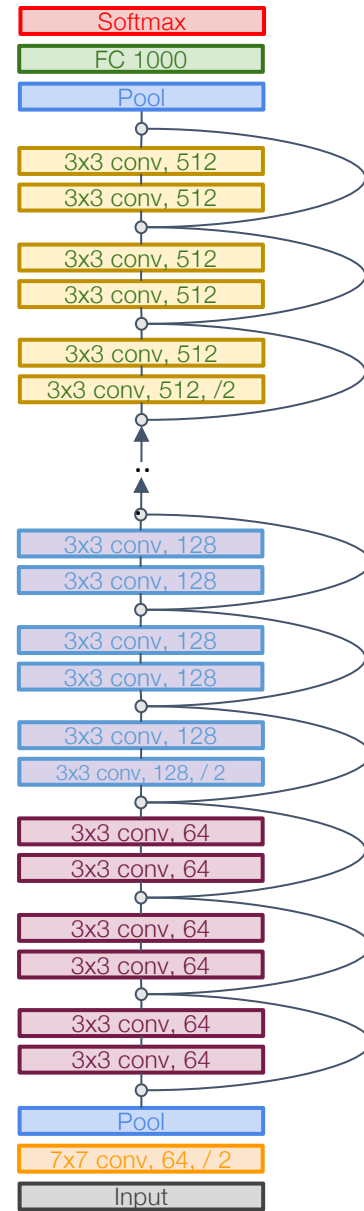 Softmax
FC 1000
Pool
3x3 conv, 512
3x3 conv, 512
3x3 conv, 512
3x3 conv, 512
3x3 conv, 512
3x3 conv, 512, /2
..
.
3x3 conv, 128
3x3 conv, 128
3x3 conv, 128
3x3 conv, 128
3x3 conv, 128
3x3 conv, 128, / 2
3x3 conv, 64
3x3 conv, 64
3x3 conv, 64
3x3 conv, 64
3x3 conv, 64
3x3 conv, 64
Pool
7x7 conv, 64, / 2
Input